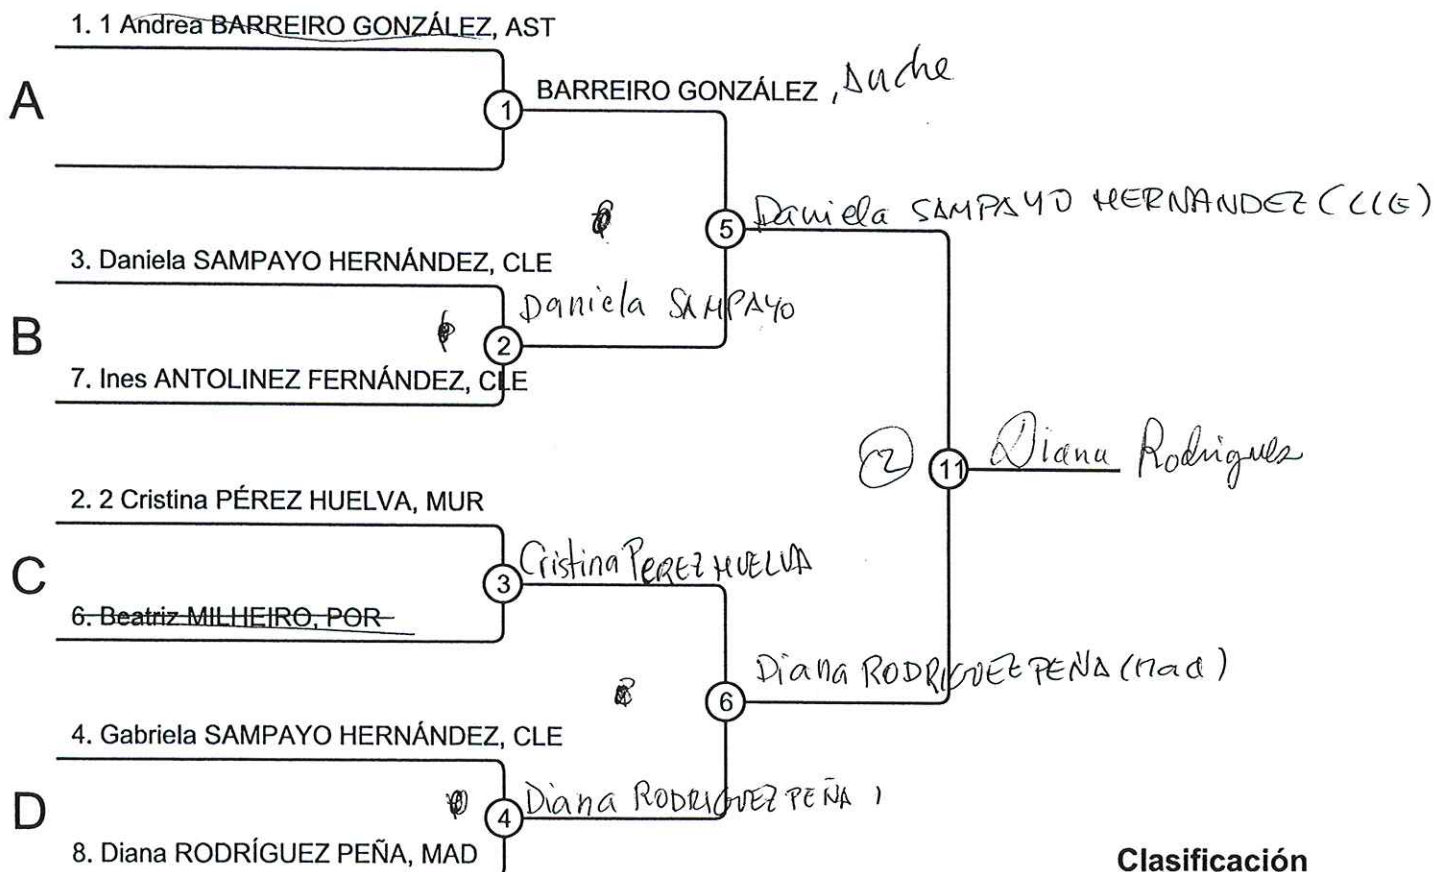 1. 1 Andrea BARREIRO GONZÁLEZ, AST
A
1
BARREIRO GONZÁLEZ ,
5
Daniela SAMPAYO HERNANDEZ (CLE)
3. Daniela SAMPAYO HERNÁNDEZ, CLE
B
2
Daniela SAMPAYO
7. Ines ANTOLINEZ FERNÁNDEZ, CLE
2
11
Diana Rodrigues
2. 2 Cristina PÉREZ HUELVA, MUR
C
3
Cristina PEREZ HUELVA
6. Beatriz MILHEIRO, POR
6
Diana RODRIGUEZ PEÑA (Mad)
4. Gabriela SAMPAYO HERNÁNDEZ, CLE
D
4
Diana RODRIGUEZ PEÑA
8. Diana RODRÍGUEZ PEÑA, MAD
Clasificación